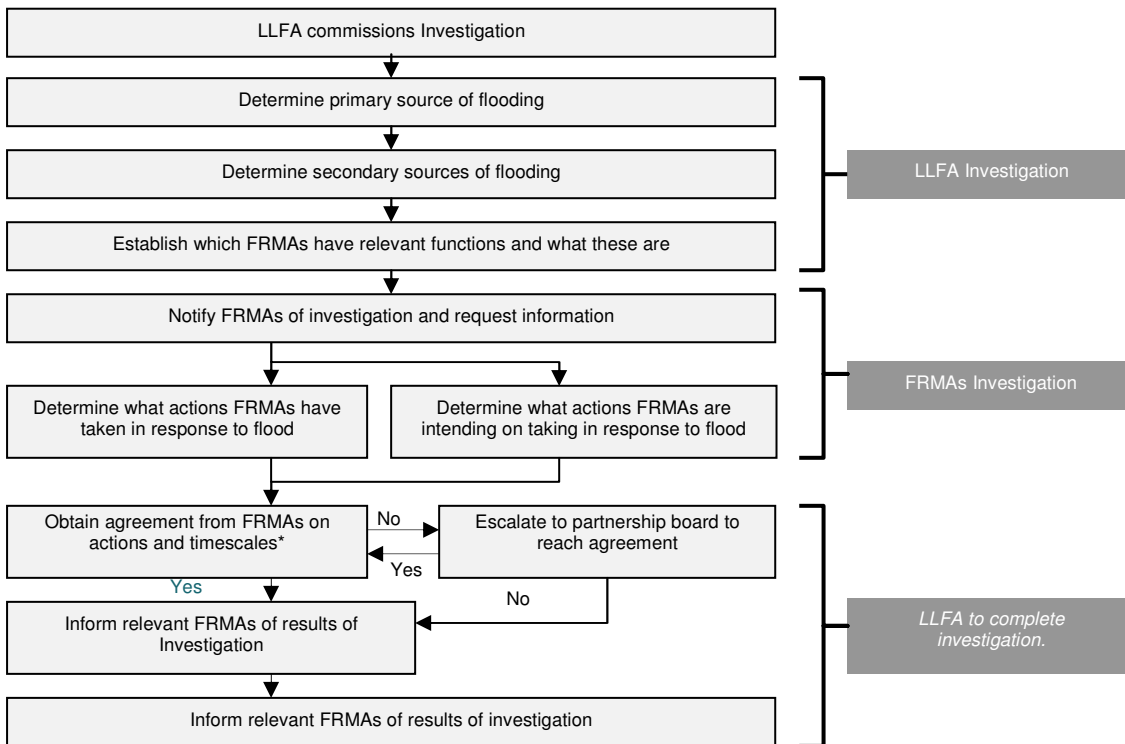 LLFA commissions Investigation
Determine primary source of flooding
Determine secondary sources of flooding
LLFA Investigation
Establish which FRMAs have relevant functions and what these are
Notify FRMAs of investigation and request information
FRMAs Investigation
Determine what actions FRMAs have
taken in response to flood
Determine what actions FRMAs are
intending on taking in response to flood
Obtain agreement from FRMAs on
actions and timescales*
No
Escalate to partnership board to
reach agreement
Yes
Yes
No
Inform relevant FRMAs of results of
Investigation
LLFA to complete
investigation.
Inform relevant FRMAs of results of investigation